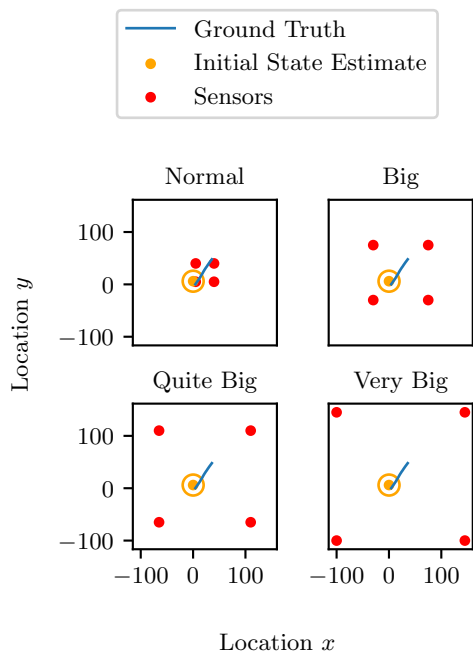 Ground Truth
Initial State Estimate
Sensors
Normal
Big
100
0
−100
Location y
Quite Big
Very Big
100
0
−100
−100 0 100
−100 0 100
Location x